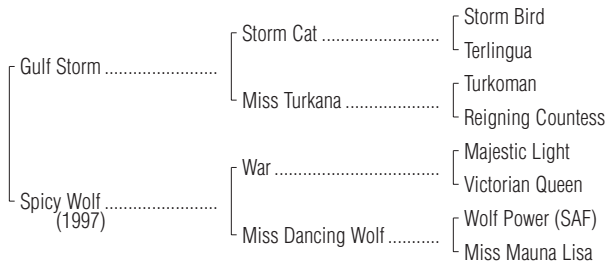 Storm Bird
Storm Cat ........................
Terlingua
Gulf Storm .......................
Turkoman
Miss Turkana ...................
Reigning Countess
Majestic Light
War ..................................
Victorian Queen
Spicy Wolf .......................
(1997)
Wolf Power (SAF)
Miss Dancing Wolf ...........
Miss Mauna Lisa